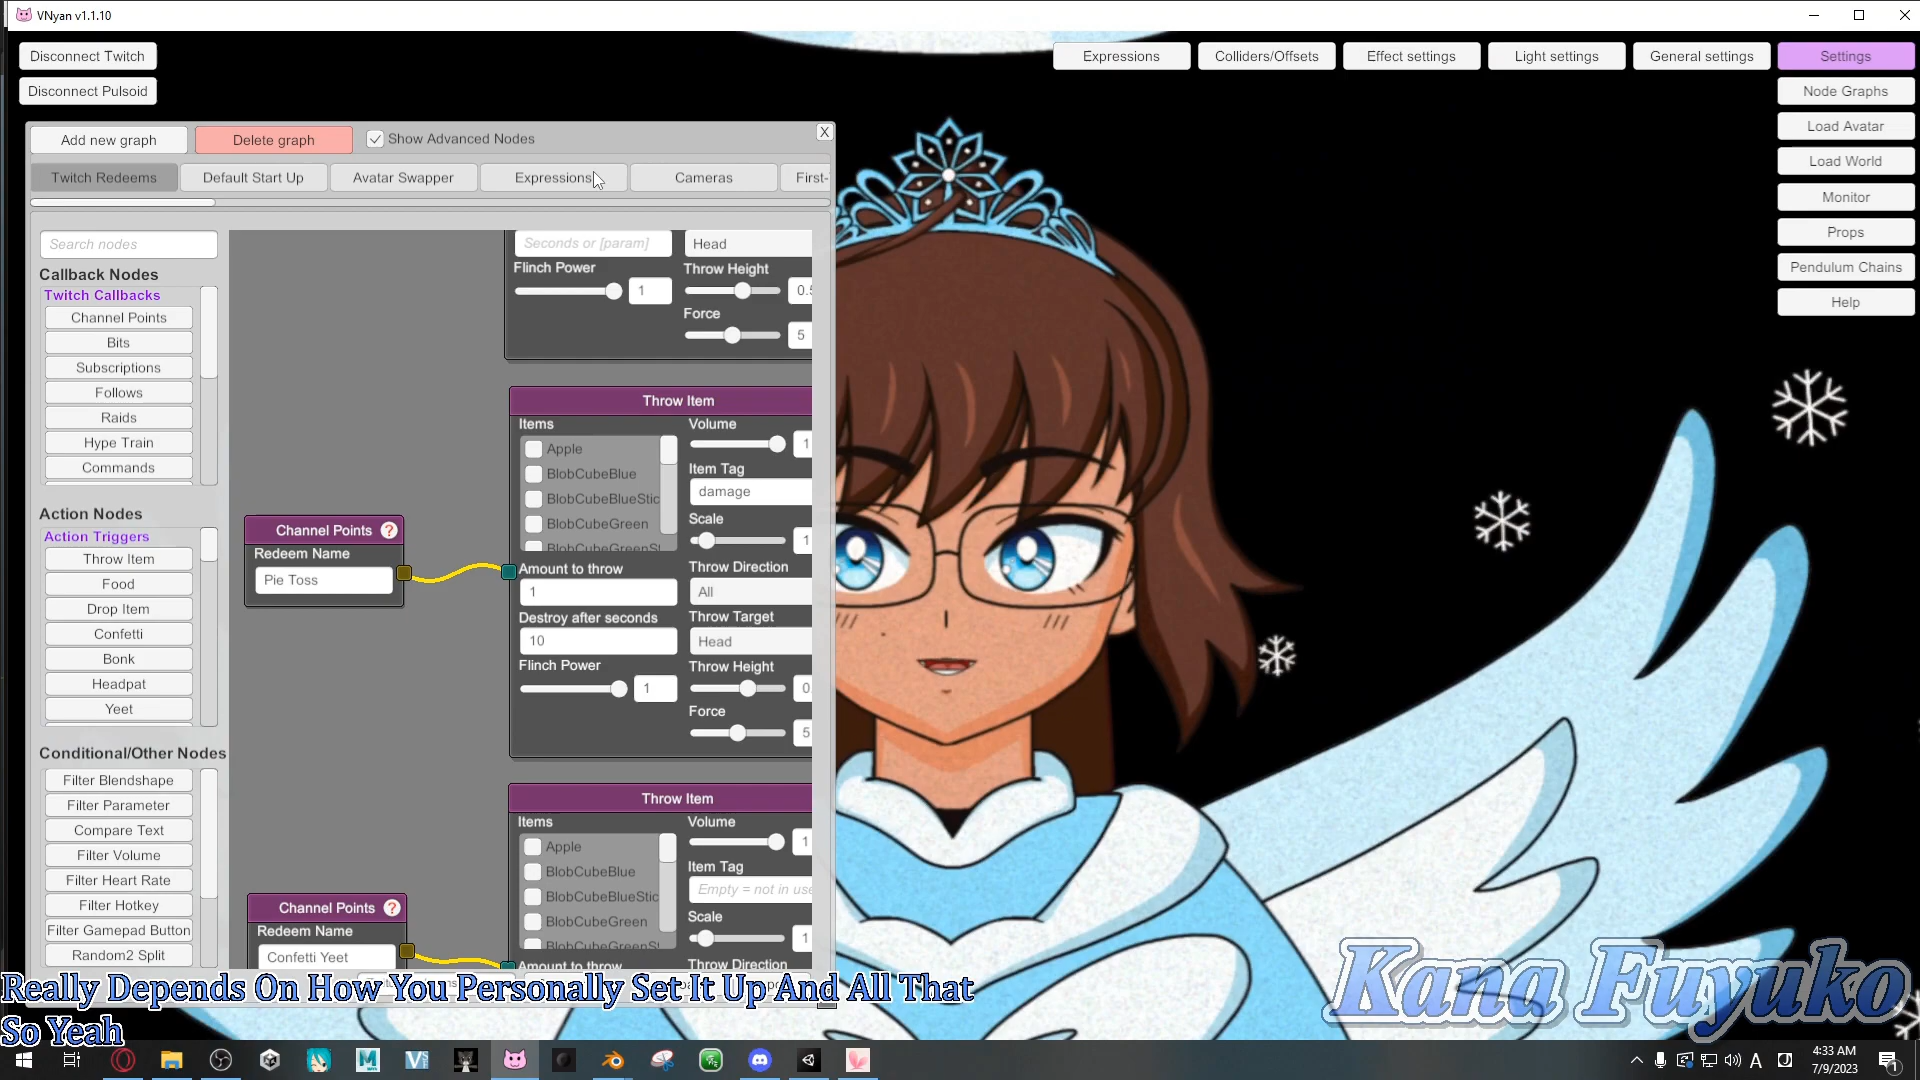 VNyan v1.1.10
Disconnect Twitch
Expressions
Colliders/Offsets
Effect settings
Light settings
General settings
Settings
Disconnect Pulsoid
Node Graphs
Load Avatar
Load World
Monitor
Props
Pendulum Chains
Help
Add new graph
Delete graph
Show Advanced Nodes
X
Twitch Redeems
Default Start Up
Avatar Swapper
Expressions
Cameras
First-
Search nodes
Callback Nodes
Twitch Callbacks
Channel Points
Bits
Subscriptions
Follows
Raids
Hype Train
Commands
Action Nodes
Action Triggers
Throw Item
Food
Drop Item
Confetti
Bonk
Headpat
Yeet
Conditional/Other Nodes
Filter Blendshape
Filter Parameter
Compare Text
Filter Volume
Filter Heart Rate
Filter Hotkey
Filter Gamepad Button
Random2 Split
Seconds or [param]
Head
Flinch Power
1
Throw Height
0.5
Force
5
Channel Points ?
Redeem Name
Pie Toss
Throw Item
Items
Apple
BlobCubeBlue
BlobCubeBlueStic
BlobCubeGreen
BlobCubeGreenSt
Amount to throw
1
Destroy after seconds
10
Flinch Power
1
Volume
1
Item Tag
damage
Scale
1
Throw Direction
All
Throw Target
Head
Throw Height
0.
Force
5
Channel Points ?
Redeem Name
Confetti Yeet
Throw Item
Items
Apple
BlobCubeBlue
BlobCubeBlueStic
BlobCubeGreen
BlobCubeGreenSt
Amount to throw
Volume
1
Item Tag
Empty = not in use
Scale
1
Throw Direction
Really Depends On How You Personally Set It Up And All That
So Yeah
Kana Fuyuko
4:33 AM
7/9/2023